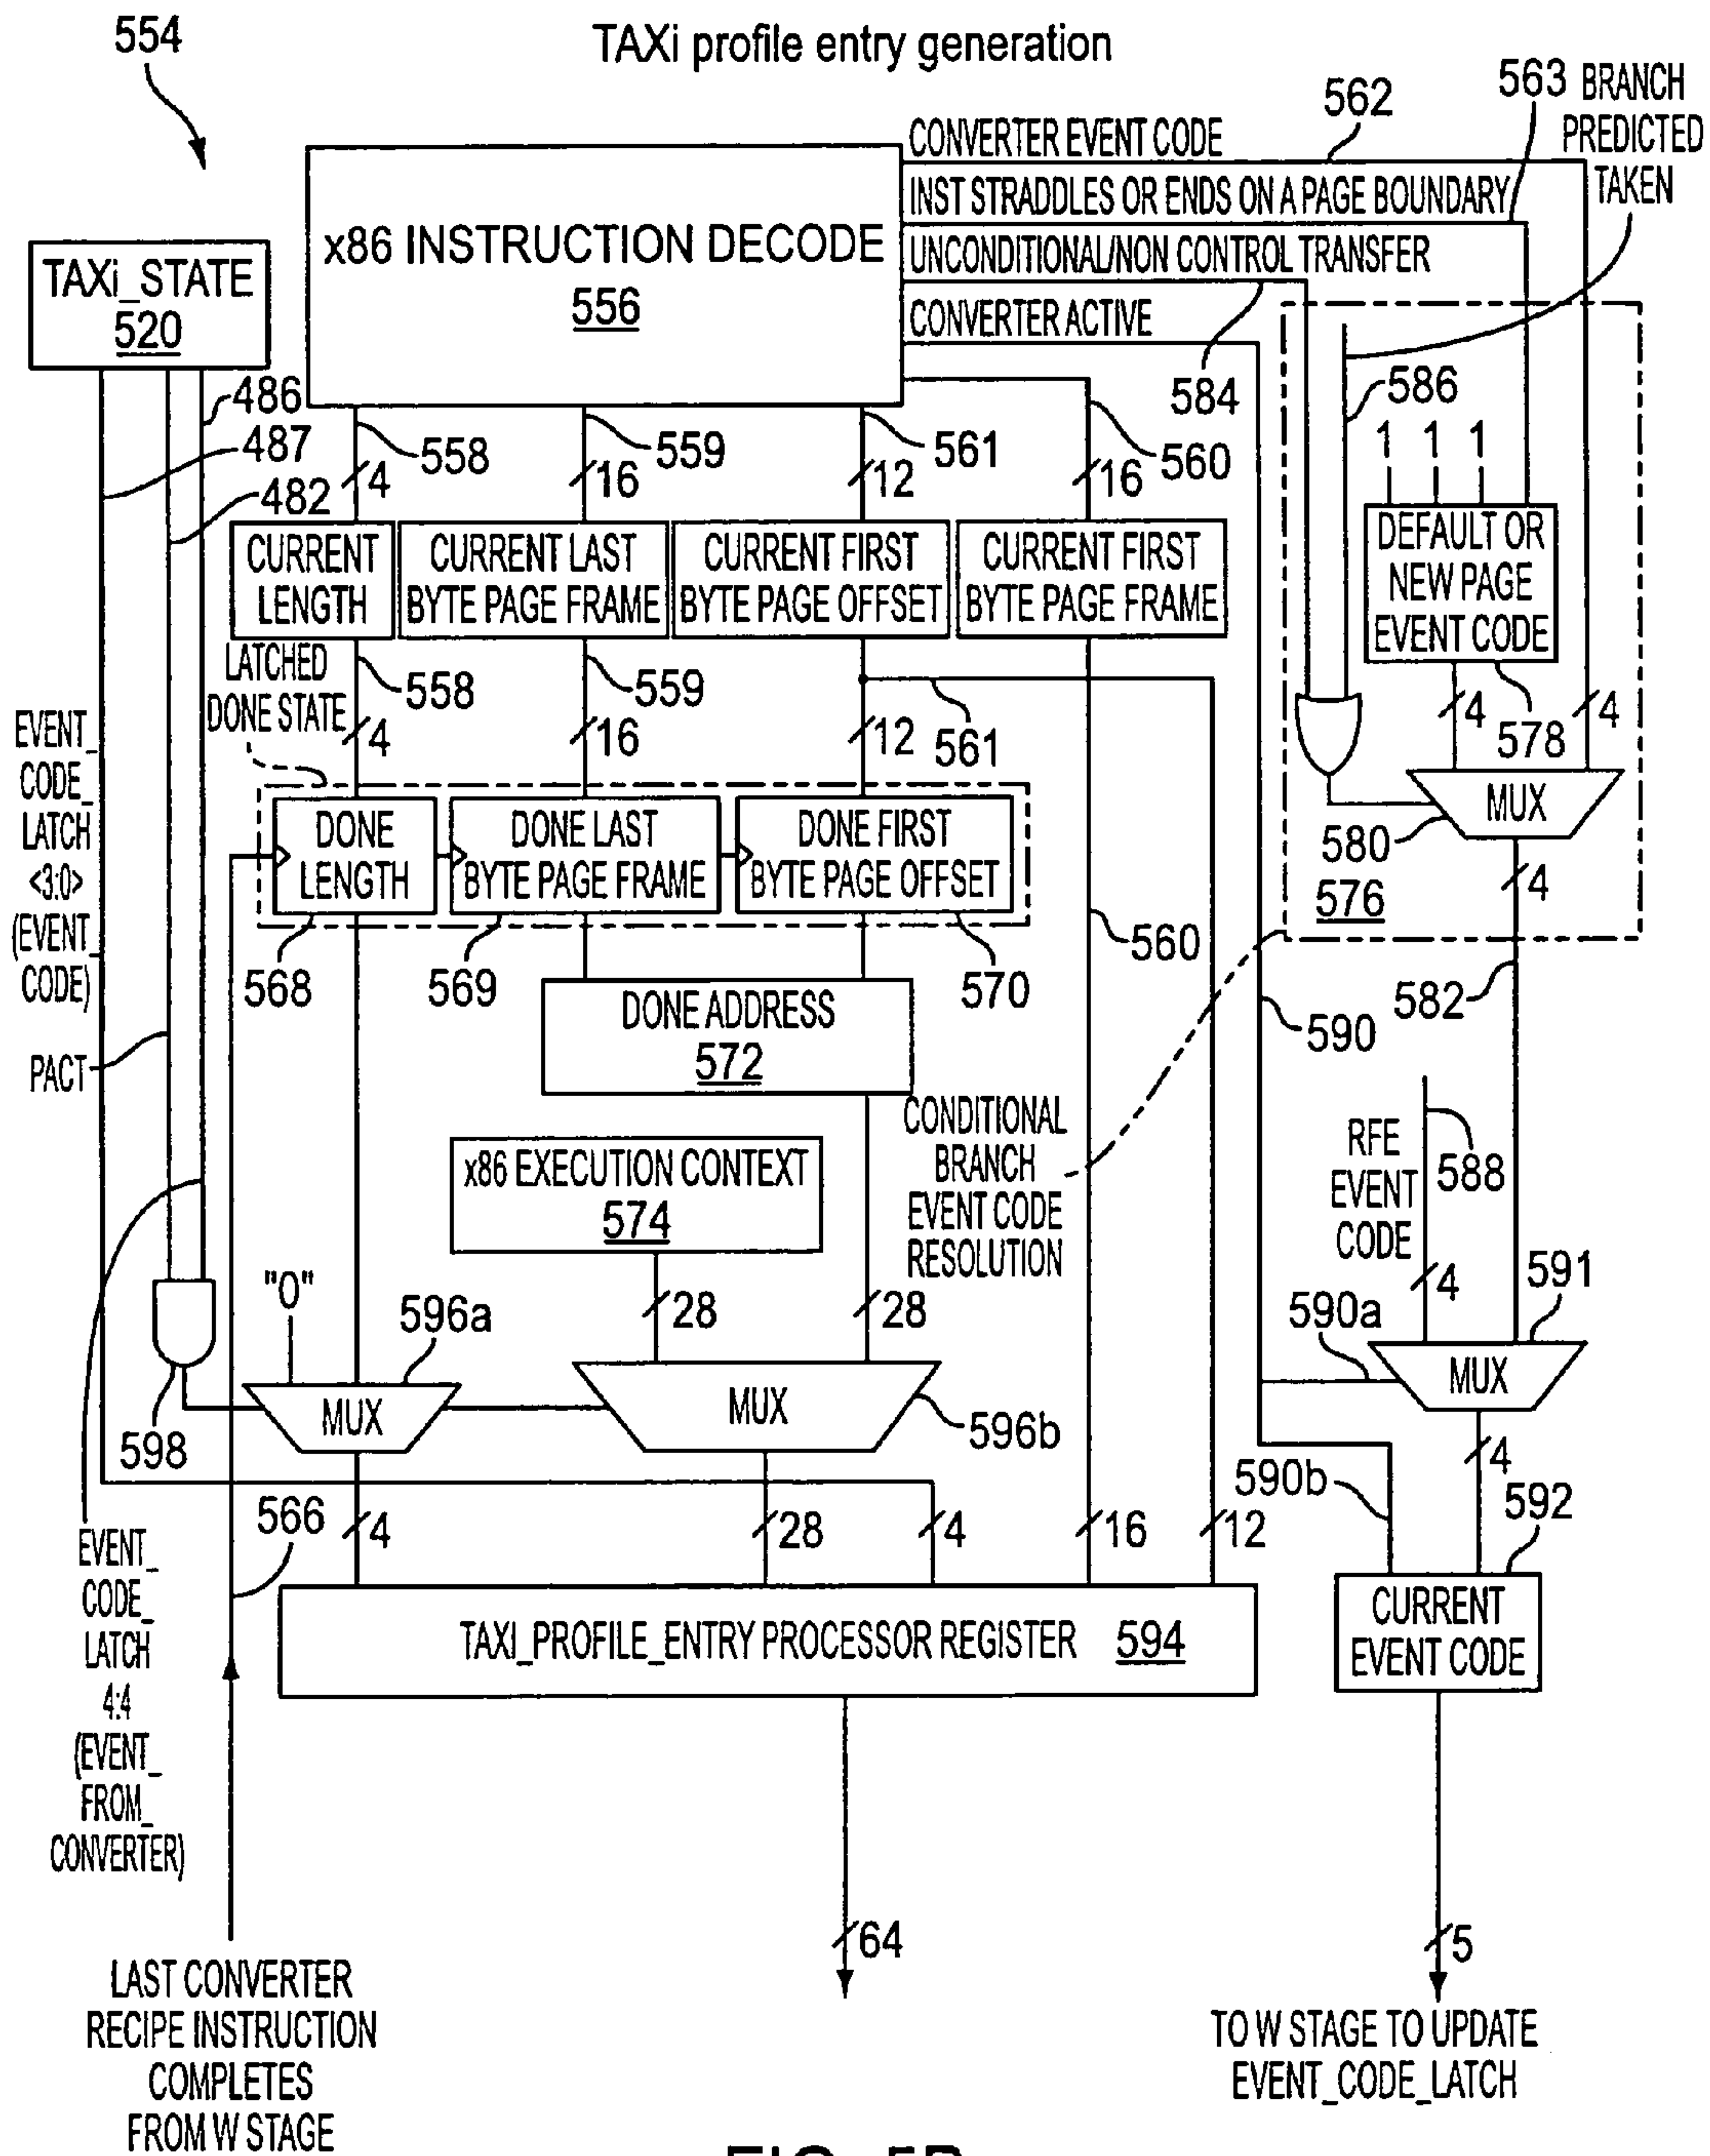 TAXi profile entry generation
554
562
563
BRANCH
PREDICTED
TAKEN
CONVERTER EVENT CODE
INST STRADDLES OR ENDS ON A PAGE BOUNDARY
UNCONDITIONAL/NON CONTROL TRANSFER
CONVERTER ACTIVE
x86 INSTRUCTION DECODE
556
TAXi_STATE
520
486
487
482
558
559
561
560
584
586
4
16
12
16
1 1 1
CURRENT
LENGTH
CURRENT LAST
BYTE PAGE FRAME
CURRENT FIRST
BYTE PAGE OFFSET
CURRENT FIRST
BYTE PAGE FRAME
DEFAULT OR
NEW PAGE
EVENT CODE
LATCHED
DONE STATE
558
559
561
4
16
12
4
578
4
EVENT_
CODE_
LATCH
<3:0>
(EVENT_
CODE)
PACT
DONE
LENGTH
DONE LAST
BYTE PAGE FRAME
DONE FIRST
BYTE PAGE OFFSET
MUX
580
576
4
568
569
570
560
582
590
DONE ADDRESS
572
CONDITIONAL
BRANCH
EVENT CODE
RESOLUTION
RFE
EVENT
CODE
588
x86 EXECUTION CONTEXT
574
"0"
596a
28
28
4
590a
591
598
MUX
MUX
596b
MUX
4
590b
592
566
4
28
4
16
12
EVENT_
CODE_
LATCH
4:4
(EVENT_
FROM_
CONVERTER)
TAXI_PROFILE_ENTRY PROCESSOR REGISTER 594
CURRENT
EVENT CODE
64
5
LAST CONVERTER
RECIPE INSTRUCTION
COMPLETES
FROM W STAGE
TO W STAGE TO UPDATE
EVENT_CODE_LATCH